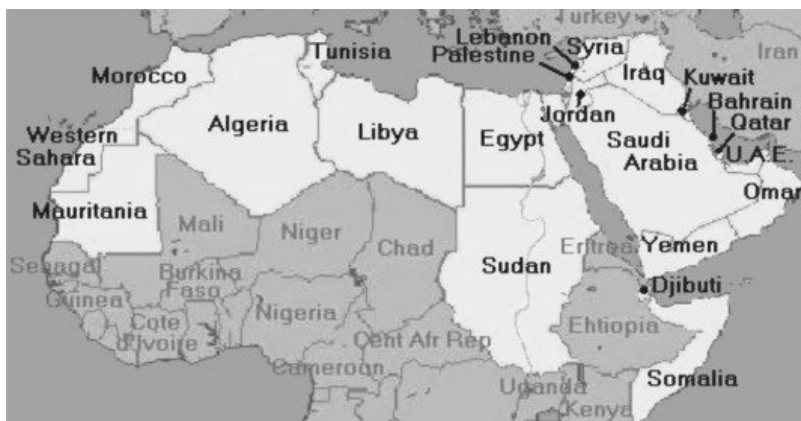 Turkey
Lebanon
Syria
Tunisia
Palestine
Iran
Morocco
Iraq
Kuwait
Bahrain
Jordan
Qatar
Algeria
Libya
Egypt
Western
Sahara
Saudi
Arabia
U.A.E.
Omar
Mauritania
Mali
Niger
Chad
Sudan
Eritrea
Yemen
Senagal
Burkina
Faso
Djibuti
Guinea
Nigeria
Cote
d'Ivoire
Ehtiopia
Cent Afr Rep
Cameroon
Uganda
Somalia
Kenya